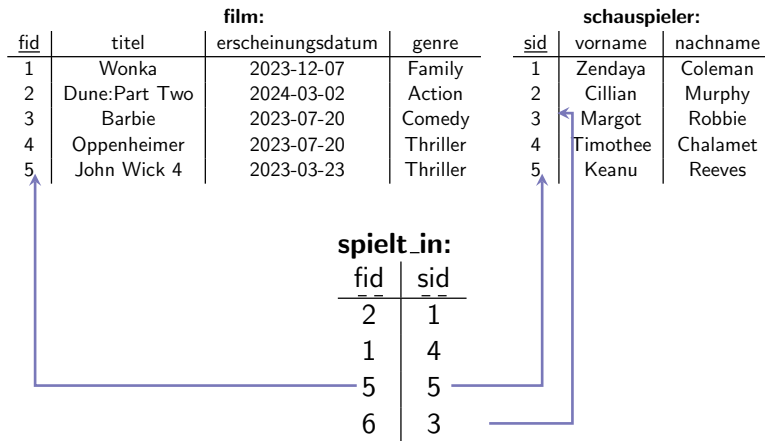 film: schauspieler:
fid titel erscheinungsdatum genre sid vorname nachname
1 Wonka 2023-12-07 Family 1 Zendaya Coleman
2 Dune:Part Two 2024-03-02 Action 2 Cillian Murphy
3 Barbie 2023-07-20 Comedy 3 Margot Robbie
4 Oppenheimer 2023-07-20 Thriller 4 Timothee Chalamet
5 John Wick 4 2023-03-23 Thriller 5 Keanu Reeves
spielt_in:
fid sid
2 1
1 4
5 5
6 3